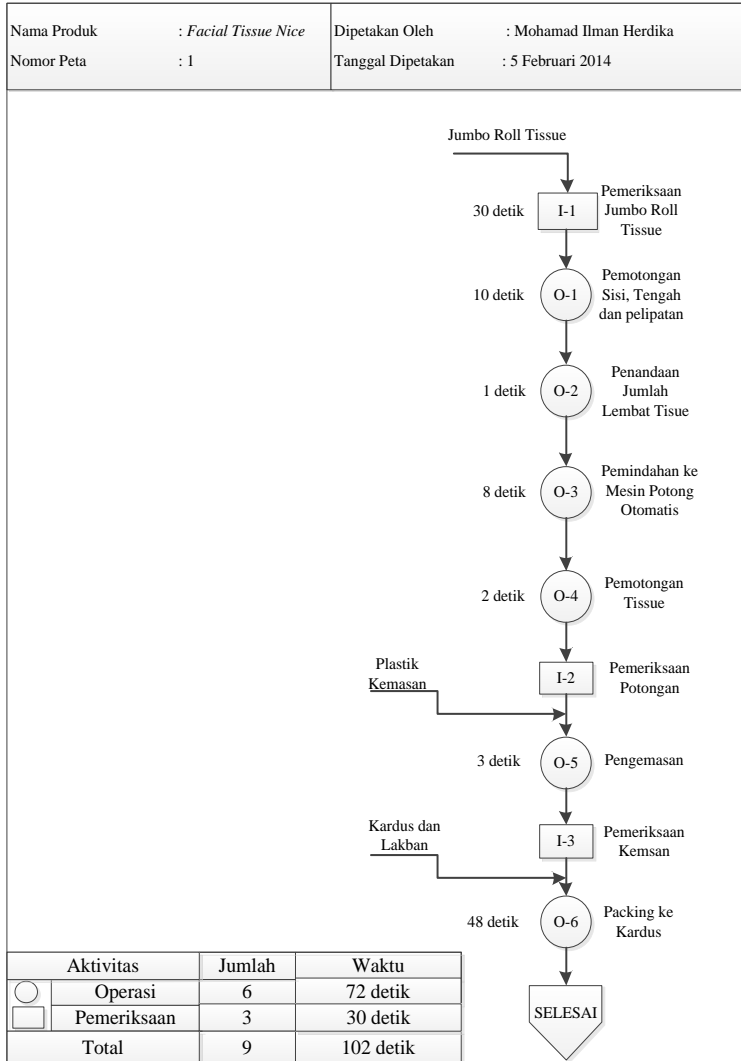 Nama Produk : Facial Tissue Nice
Nomor Peta : 1
Dipetakan Oleh : Mohamad Ilman Herdika
Tanggal Dipetakan : 5 Februari 2014
Jumbo Roll Tissue
30 detik
I-1
Pemeriksaan
Jumbo Roll
Tissue
10 detik
O-1
Pemotongan
Sisi, Tengah
dan pelipatan
1 detik
O-2
Penandaan
Jumlah
Lembat Tisue
8 detik
O-3
Pemindahan ke
Mesin Potong
Otomatis
2 detik
O-4
Pemotongan
Tissue
I-2
Pemeriksaan
Potongan
Plastik
Kemasan
3 detik
O-5
Pengemasan
I-3
Pemeriksaan
Kemsan
Kardus dan
Lakban
48 detik
O-6
Packing ke
Kardus
SELESAI
Aktivitas Jumlah Waktu
Operasi 6 72 detik
Pemeriksaan 3 30 detik
Total 9 102 detik